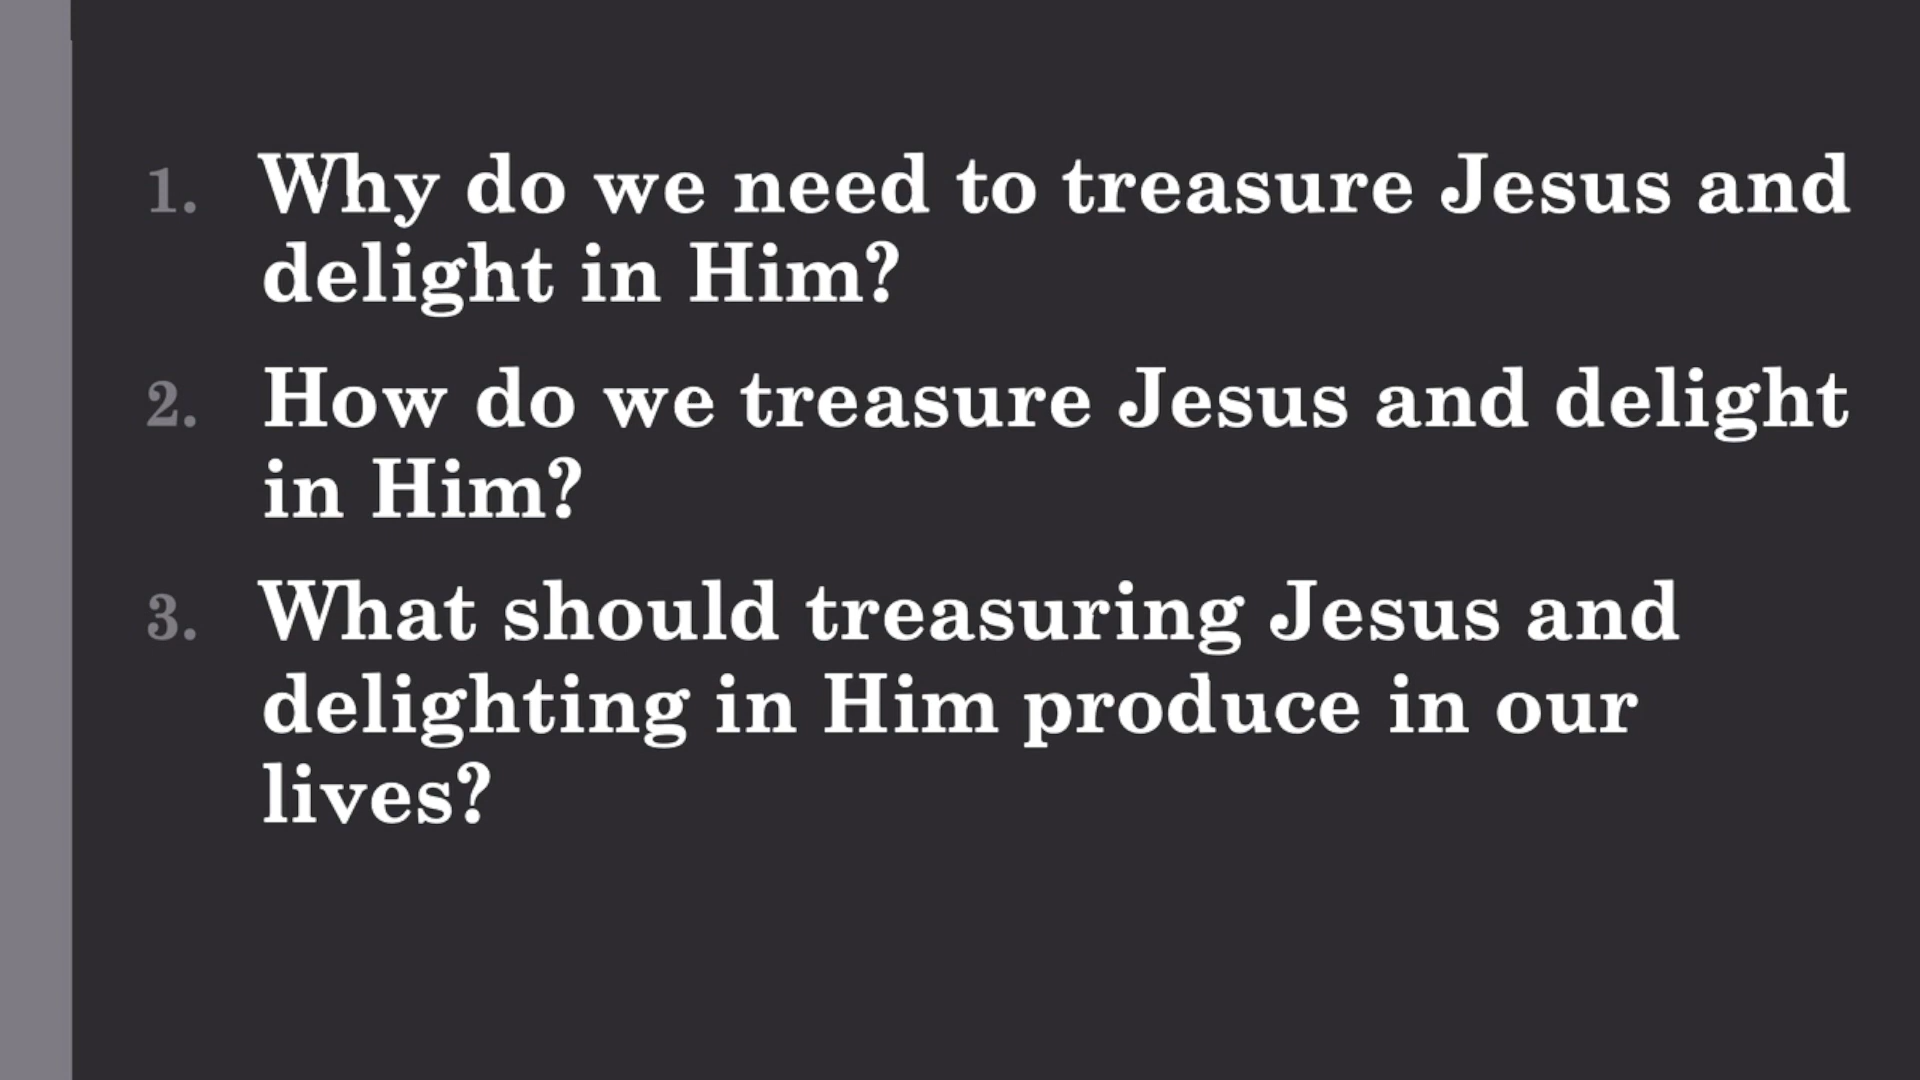 1. Why do we need to treasure Jesus and
delight in Him?
2. How do we treasure Jesus and delight
in Him?
3. What should treasuring Jesus and
delighting in Him produce in our
lives?